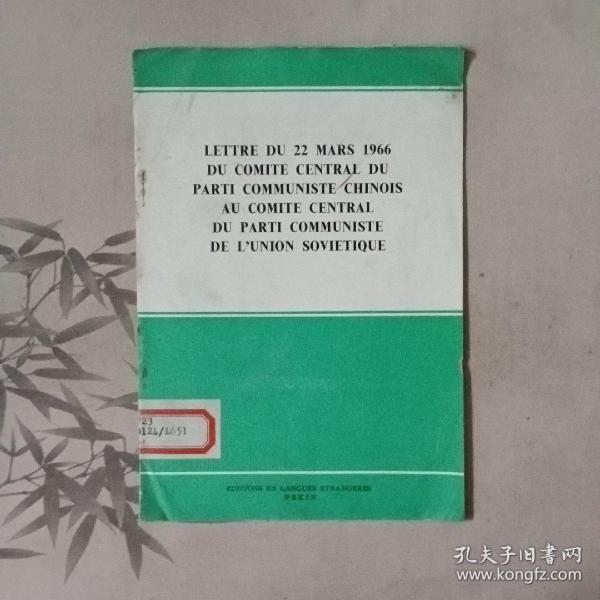 LETTRE DU 22 MARS 1966
DU COMITE CENTRAL DU
PARTI COMMUNISTE CHINOIS
AU COMITE CENTRAL
DU PARTI COMMUNISTE
DE L'UNION SOVIETIQUE
EDITIONS EN LANGUES ETRANGERES
PEKIN
孔夫子旧书网
www.kongfz.com